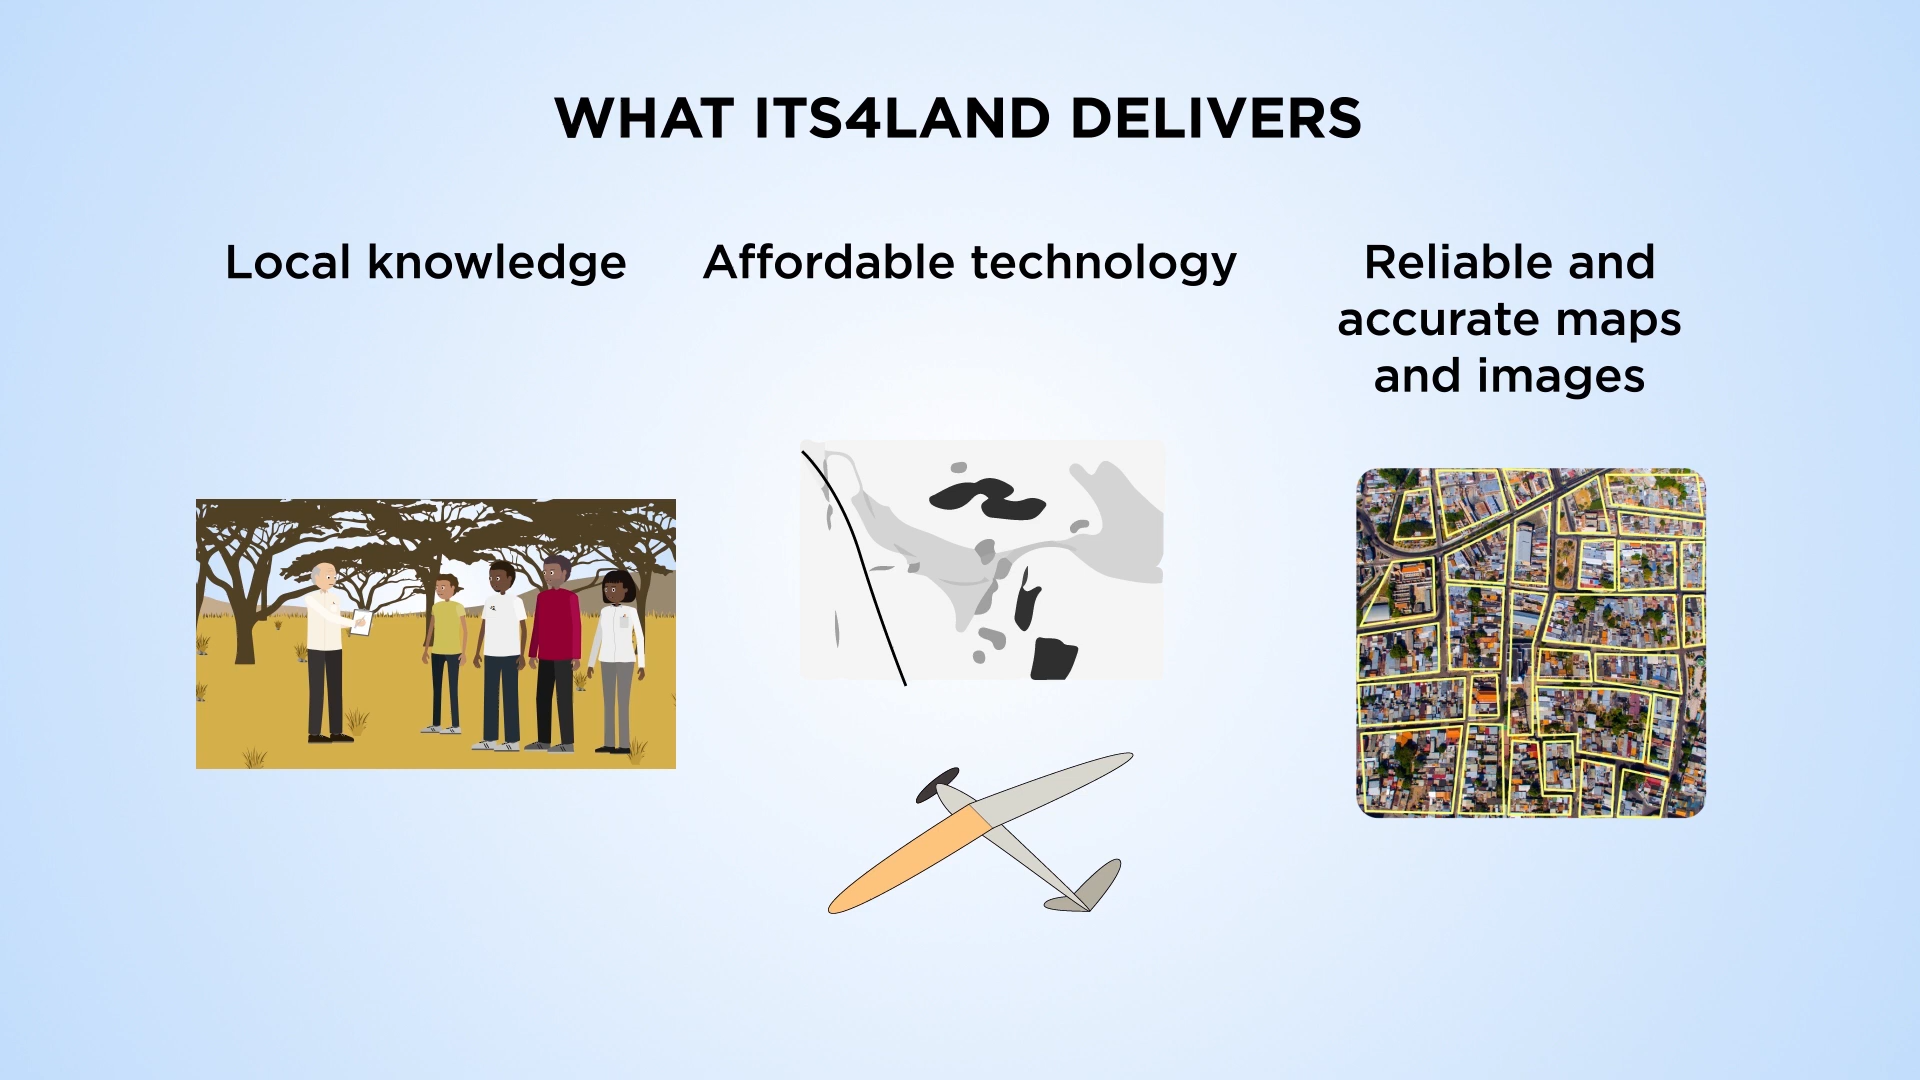 WHAT ITS4LAND DELIVERS
Local knowledge
Affordable technology
Reliable and
accurate maps
and images